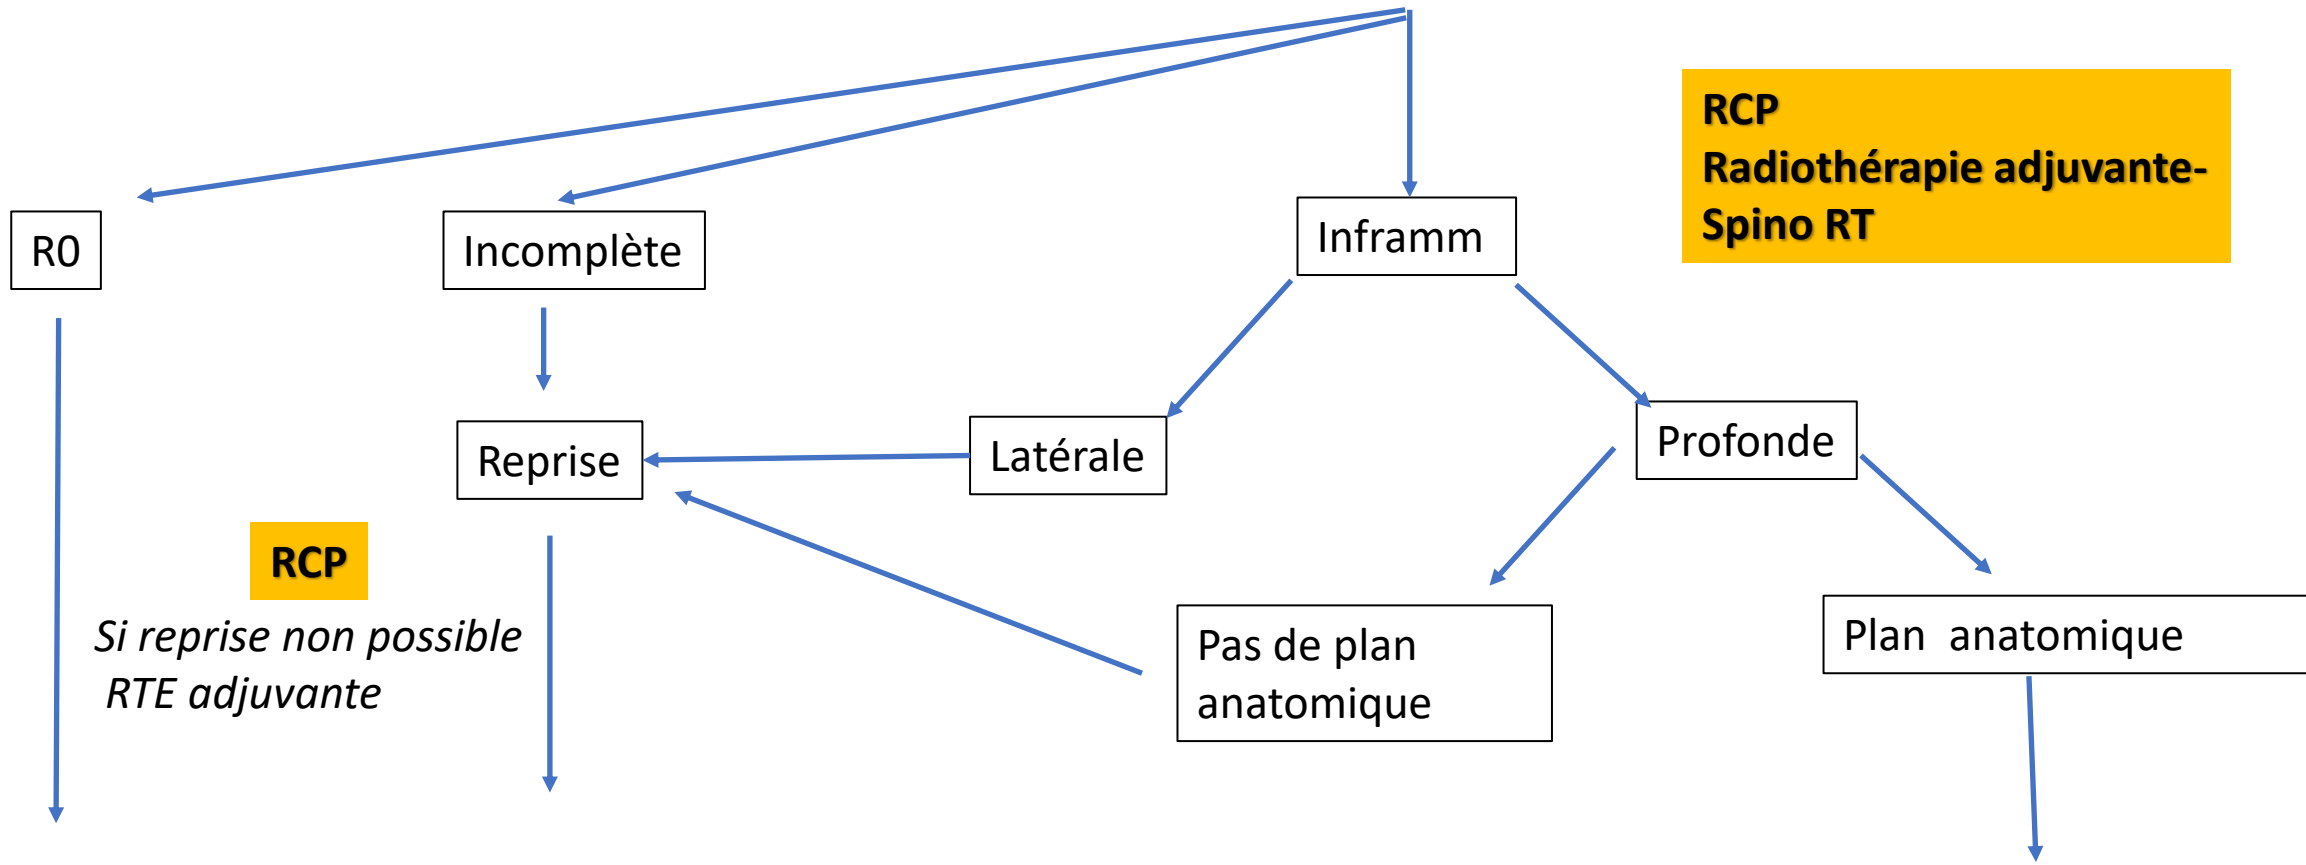 RCP
Radiothérapie adjuvante-
Spino RT
R0
Incomplète
Inframm
Reprise
Latérale
Profonde
RCP
Si reprise non possible
RTE adjuvante
Pas de plan
anatomique
Plan anatomique